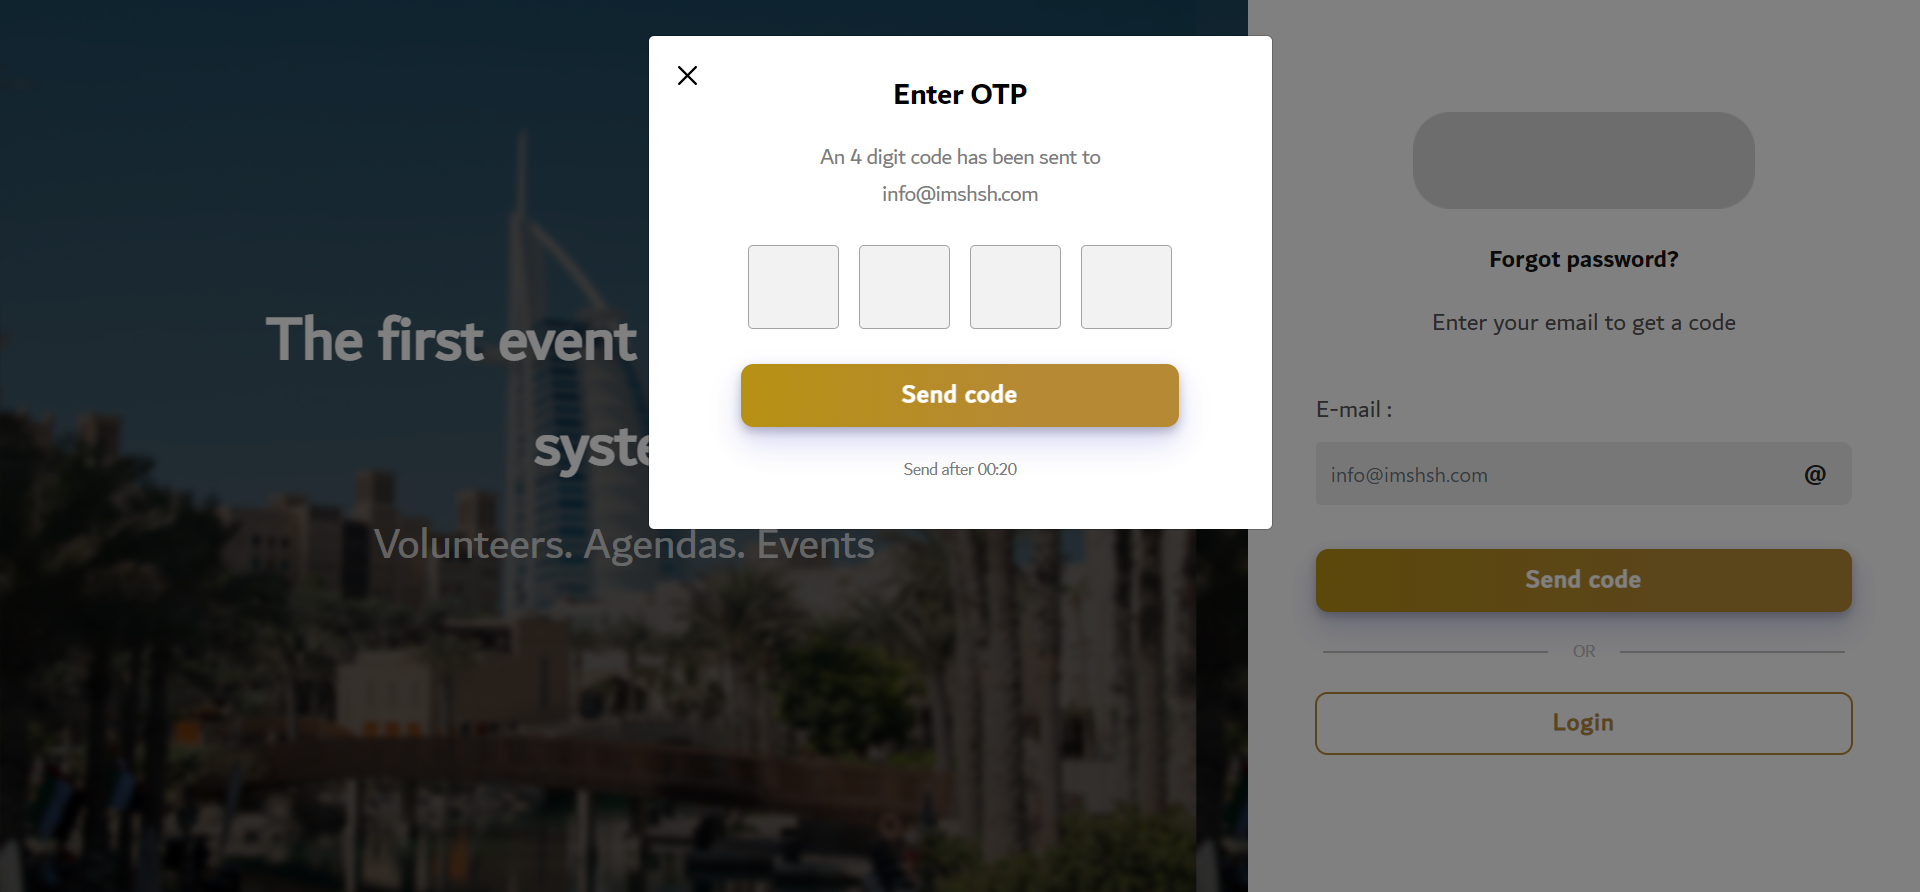 Enter OTP
An 4 digit code has been sent to
info@imshsh.com
Send code
Send after 00:20
The first event
syste
Volunteers. Agendas. Events
Forgot password?
Enter your email to get a code
E-mail :
info@imshsh.com @
Send code
OR
Login